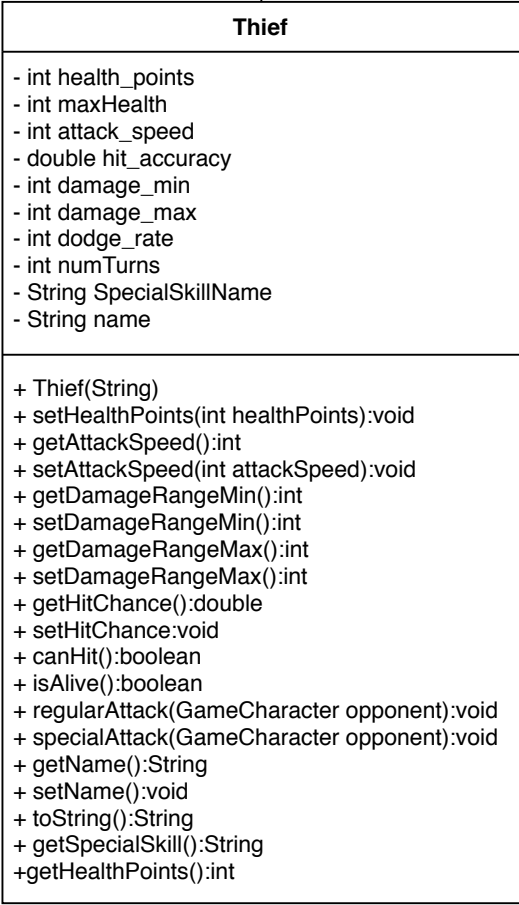 Thief
- int health_points
- int maxHealth
- int attack_speed
- double hit_accuracy
- int damage_min
- int damage_max
- int dodge_rate
- int numTurns
- String SpecialSkillName
- String name
+ Thief(String)
+ setHealthPoints(int healthPoints):void
+ getAttackSpeed():int
+ setAttackSpeed(int attackSpeed):void
+ getDamageRangeMin():int
+ setDamageRangeMin():int
+ getDamageRangeMax():int
+ setDamageRangeMax():int
+ getHitChance():double
+ setHitChance:void
+ canHit():boolean
+ isAlive():boolean
+ regularAttack(GameCharacter opponent):void
+ specialAttack(GameCharacter opponent):void
+ getName():String
+ setName():void
+ toString():String
+ getSpecialSkill():String
+getHealthPoints():int